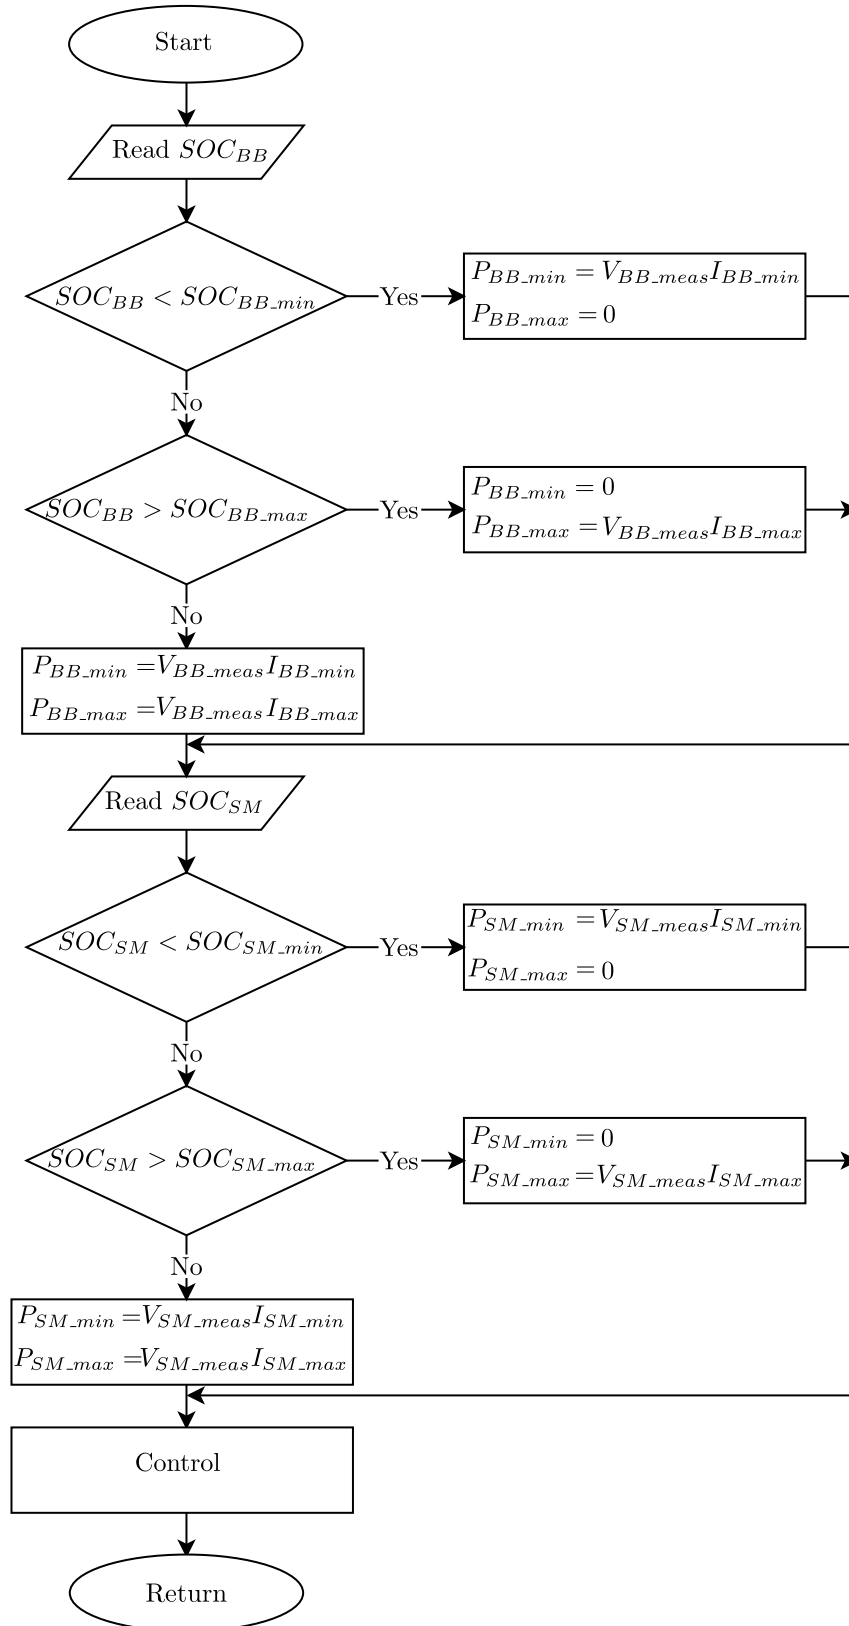 Start
Read SOC_BB
SOC_BB < SOC_BB_min
Yes
P_BB_min = V_BB_meas I_BB_min
P_BB_max = 0
No
SOC_BB > SOC_BB_max
Yes
P_BB_min = 0
P_BB_max = V_BB_meas I_BB_max
No
P_BB_min = V_BB_meas I_BB_min
P_BB_max = V_BB_meas I_BB_max
Read SOC_SM
SOC_SM < SOC_SM_min
Yes
P_SM_min = V_SM_meas I_SM_min
P_SM_max = 0
No
SOC_SM > SOC_SM_max
Yes
P_SM_min = 0
P_SM_max = V_SM_meas I_SM_max
No
P_SM_min = V_SM_meas I_SM_min
P_SM_max = V_SM_meas I_SM_max
Control
Return